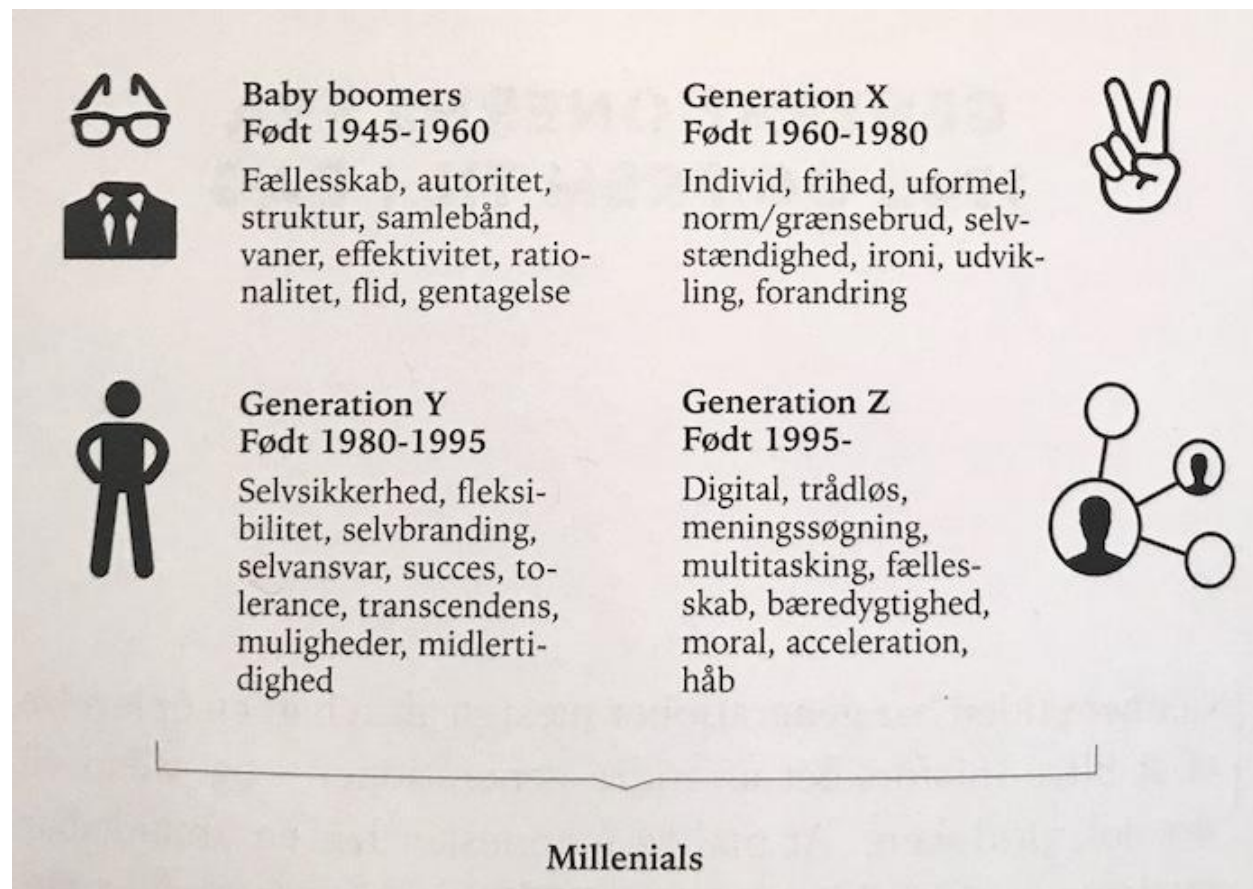 Baby boomers
Født 1945-1960
Fællesskab, autoritet,
struktur, samlebånd,
vaner, effektivitet, ratio-
nalitet, flid, gentagelse
Generation X
Født 1960-1980
Individ, frihed, uformel,
norm/grænsebrud, selv-
stændighed, ironi, udvik-
ling, forandring
Generation Y
Født 1980-1995
Selvsikkerhed, fleksi-
bilitet, selvbranding,
selvansvar, succes, to-
lerance, transcendens,
muligheder, midlerti-
dighed
Generation Z
Født 1995-
Digital, trådløs,
meningssøgning,
multitasking, fælles-
skab, bæredygtighed,
moral, acceleration,
håb
Millenials